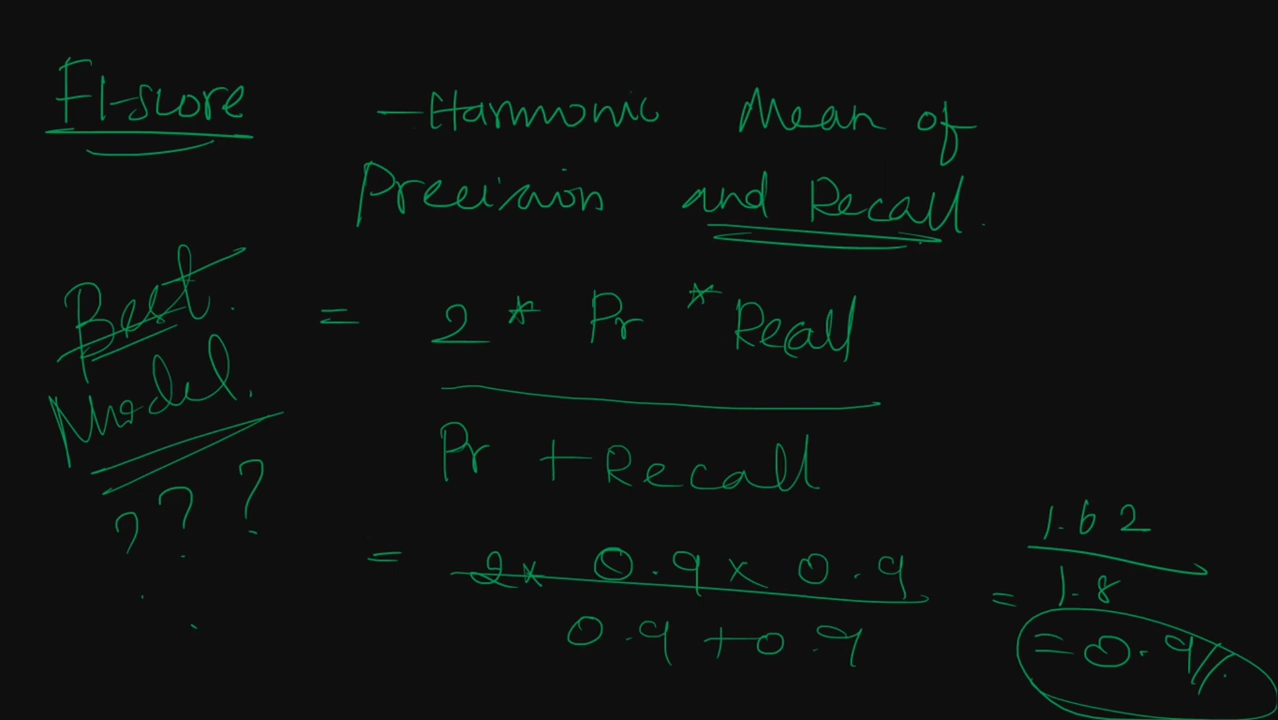 F1-score
- Harmonic Mean of
Precision and Recall.
Best.
Model.
? ? ?
= 2 * Pr * Recall
Pr + Recall
= 2 x 0.9 x 0.9
0.9 + 0.9
= 1.62
1.8
= 0.9//.